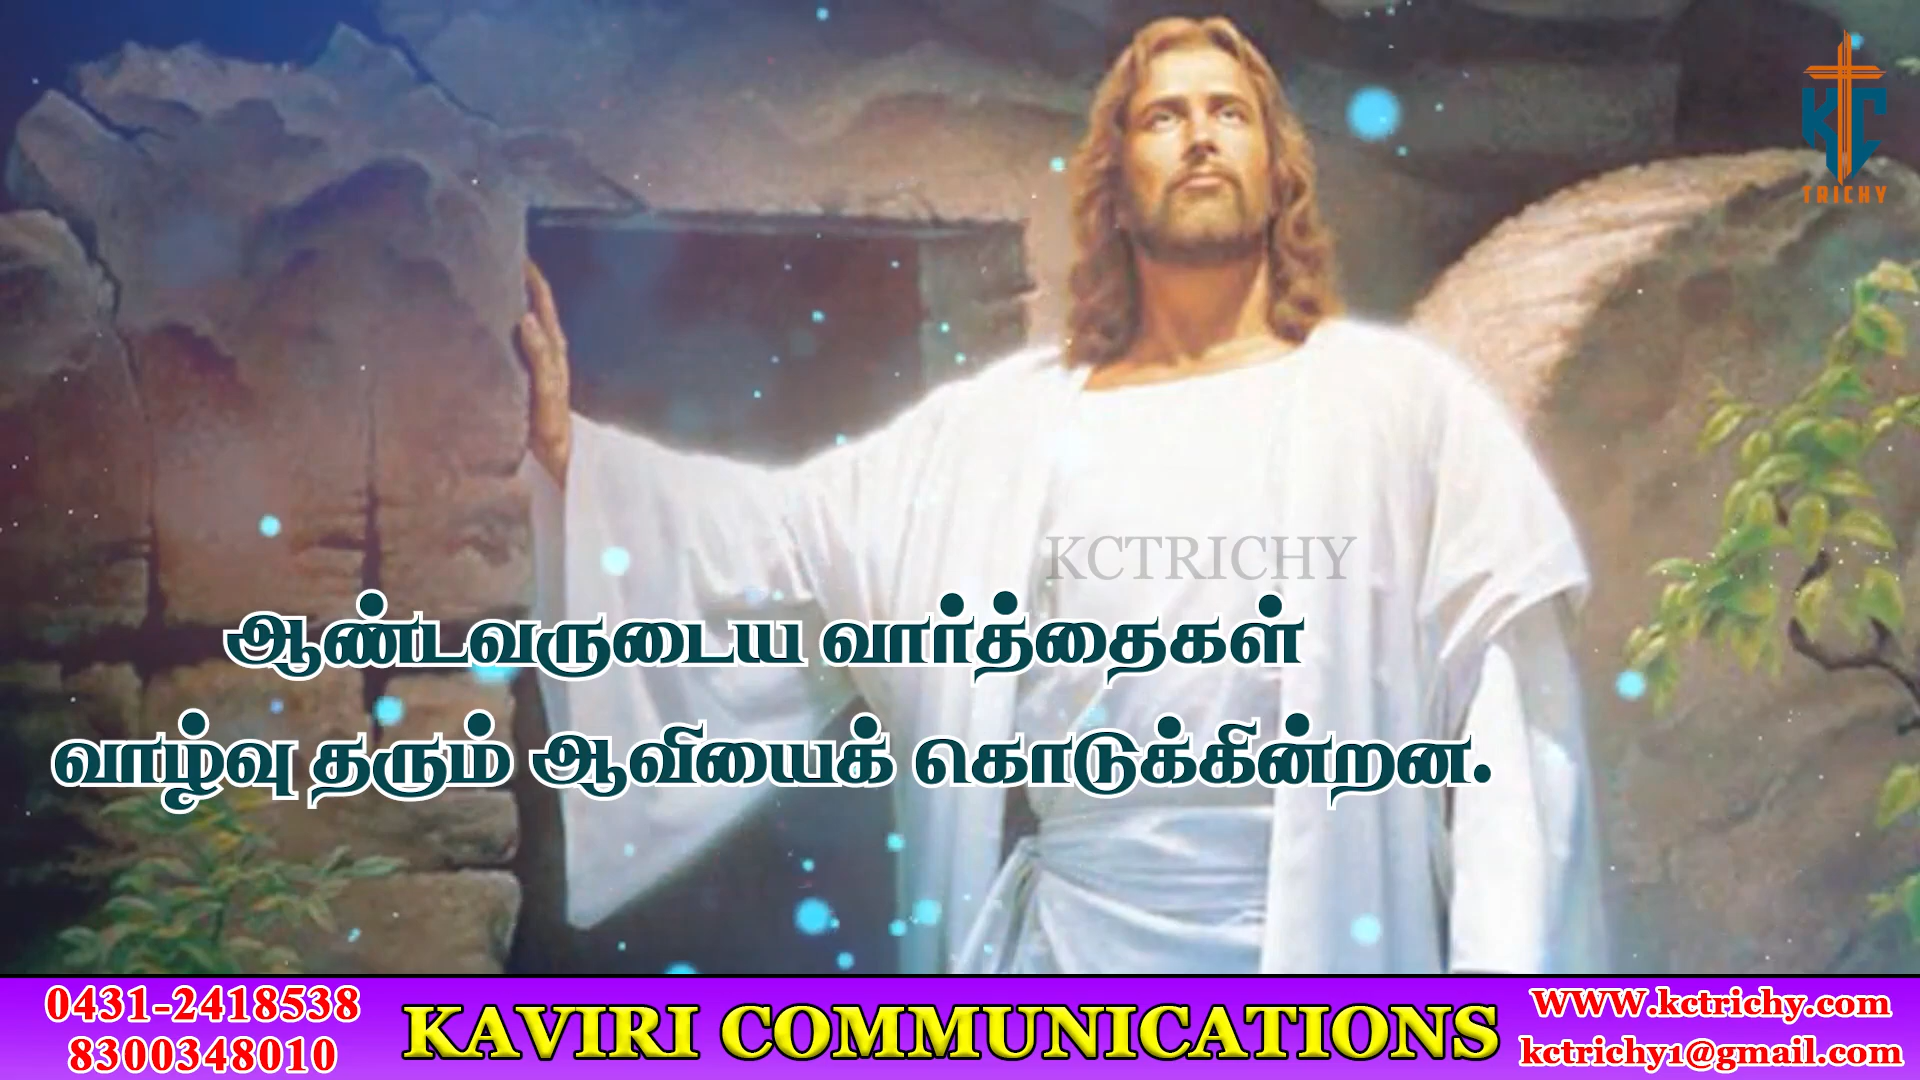 KC
TRICHY
KCTRICHY
ஆண்டவருடைய வார்த்தைகள்
வாழ்வு தரும் ஆவியைக் கொடுக்கின்றன.
0431-2418538
8300348010
KAVIRI COMMUNICATIONS
WWW.kctrichy.com
kctrichy1@gmail.com